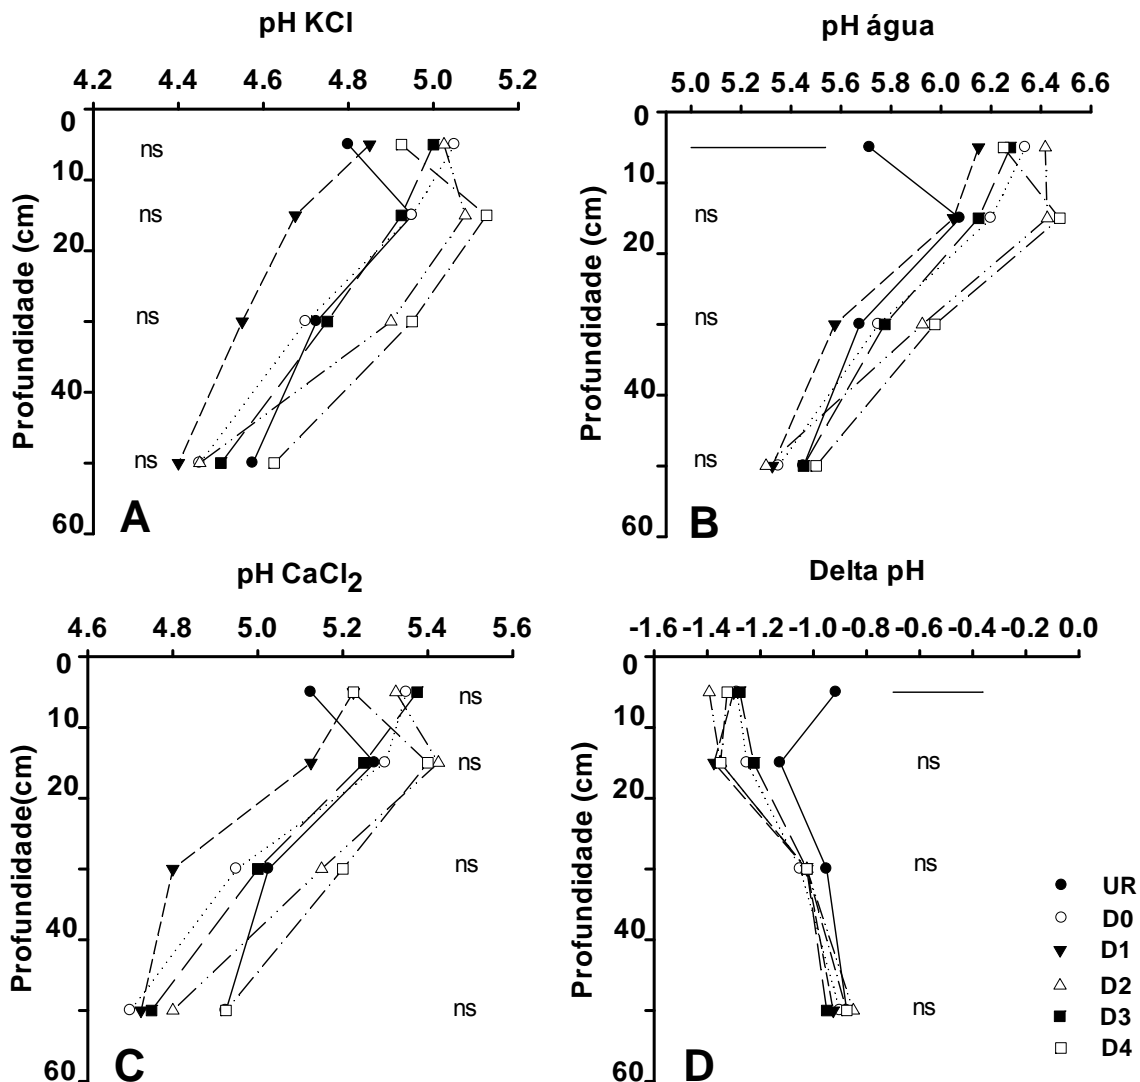 pH KCl
4.2 4.4 4.6 4.8 5.0 5.2
0
10
20
40
60
Profundidade (cm)
ns
ns
ns
ns
A
pH água
5.0 5.2 5.4 5.6 5.8 6.0 6.2 6.4 6.6
0
10
20
40
60
Profundidade (cm)
ns
ns
ns
B
pH CaCl2
4.6 4.8 5.0 5.2 5.4 5.6
0
10
20
40
60
Profundidade(cm)
ns
ns
ns
ns
C
Delta pH
-1.6 -1.4 -1.2 -1.0 -0.8 -0.6 -0.4 -0.2 0.0
0
10
20
40
60
Profundidade (cm)
ns
ns
ns
D
UR
D0
D1
D2
D3
D4